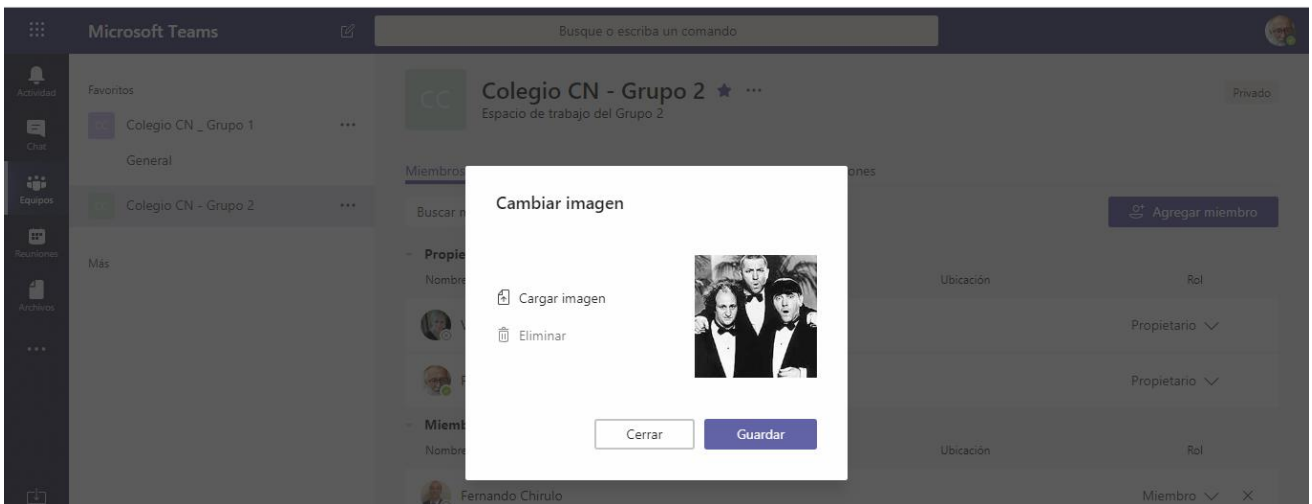 Microsoft Teams
Busque o escriba un comando
Actividad
Chat
Equipos
Reuniones
Archivos
Favoritos
CC Colegio CN _ Grupo 1
General
Colegio CN - Grupo 2
Más
CC
Colegio CN - Grupo 2
Espacio de trabajo del Grupo 2
Privado
Miembros
ones
Buscar
Agregar miembro
Propie
Nombre
Ubicación
Rol
Propietario
Propietario
Miemb
Nombre
Ubicación
Rol
Fernando Chirulo
Miembro
Cambiar imagen
Cargar imagen
Eliminar
Cerrar
Guardar